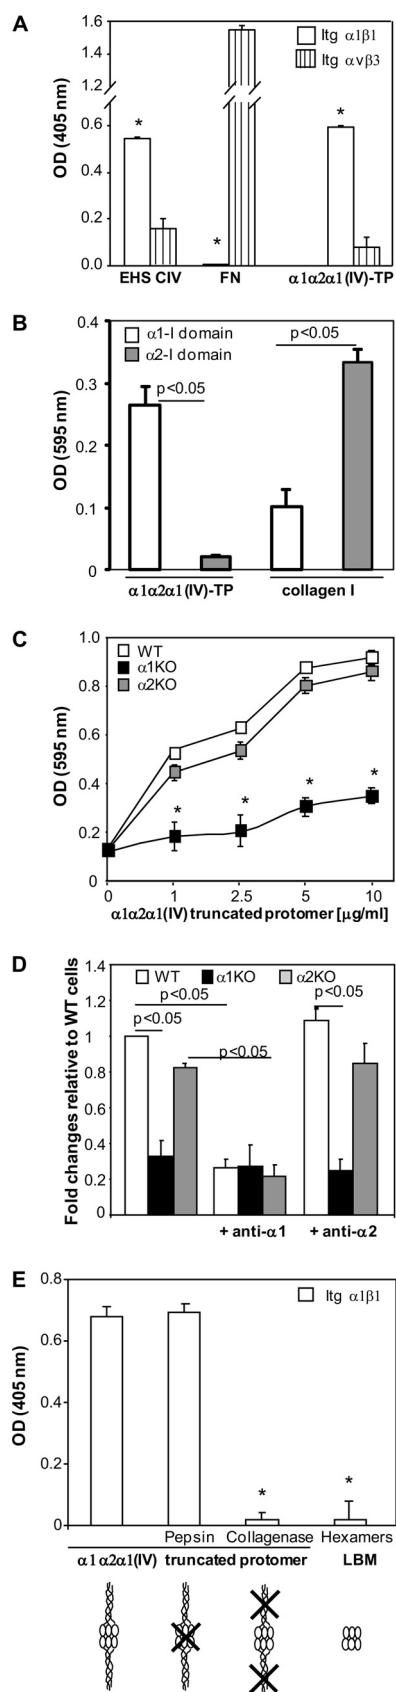 A
OD (405 nm)
1.6
1.4
1.2
0.6
0.4
0.2
0.0
Itg α1β1
Itg αvβ3
*
*
*
EHS CIV
FN
α1α2α1(IV)-TP
B
OD (595 nm)
0.4
0.3
0.2
0.1
0
α1-I domain
α2-I domain
p<0.05
p<0.05
α1α2α1(IV)-TP
collagen I
C
OD (595 nm)
1.0
0.8
0.6
0.4
0.2
0
WT
α1KO
α2KO
*
*
*
*
0
1
2.5
5
10
α1α2α1(IV) truncated protomer [μg/ml]
D
Fold changes relative to WT cells
1.4
1.2
1
0.8
0.6
0.4
0.2
0
WT
α1KO
α2KO
p<0.05
p<0.05
p<0.05
p<0.05
+ anti-α1
+ anti-α2
E
OD (405 nm)
0.8
0.6
0.4
0.2
0
Itg α1β1
*
*
Pepsin
Collagenase
Hexamers
α1α2α1(IV)
truncated protomer
LBM